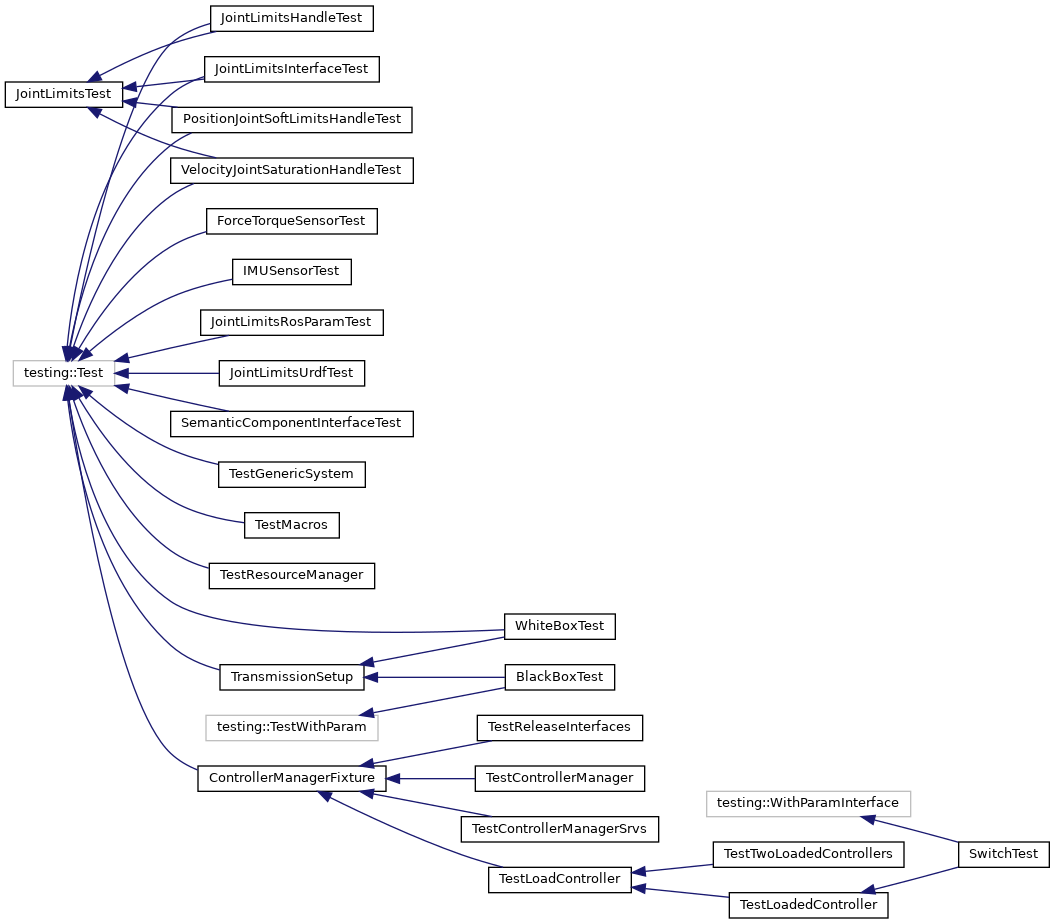 JointLimitsHandleTest
JointLimitsInterfaceTest
JointLimitsTest
PositionJointSoftLimitsHandleTest
VelocityJointSaturationHandleTest
ForceTorqueSensorTest
IMUSensorTest
JointLimitsRosParamTest
testing::Test
JointLimitsUrdfTest
SemanticComponentInterfaceTest
TestGenericSystem
TestMacros
TestResourceManager
WhiteBoxTest
TransmissionSetup
BlackBoxTest
testing::TestWithParam
TestReleaseInterfaces
ControllerManagerFixture
TestControllerManager
testing::WithParamInterface
TestControllerManagerSrvs
TestTwoLoadedControllers
SwitchTest
TestLoadController
TestLoadedController